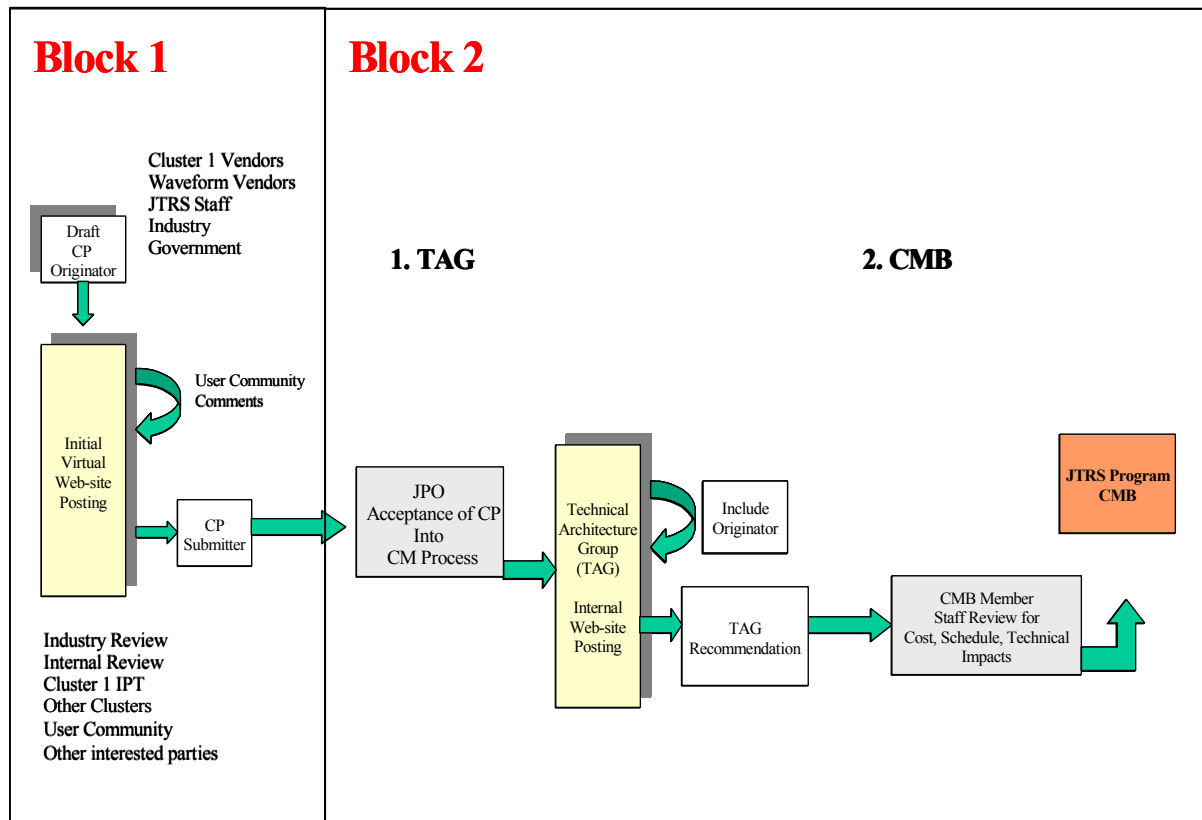 Block 1
Cluster 1 Vendors
Waveform Vendors
JTRS Staff
Industry
Government
Draft
CP
Originator
User Community
Comments
Initial
Virtual
Web-site
Posting
CP
Submitter
Industry Review
Internal Review
Cluster 1 IPT
Other Clusters
User Community
Other interested parties
Block 2
1. TAG
2. CMB
JPO
Acceptance of CP
Into
CM Process
Technical
Architecture
Group
(TAG)
Internal
Web-site
Posting
Include
Originator
TAG
Recommendation
CMB Member
Staff Review for
Cost, Schedule, Technical
Impacts
JTRS Program
CMB